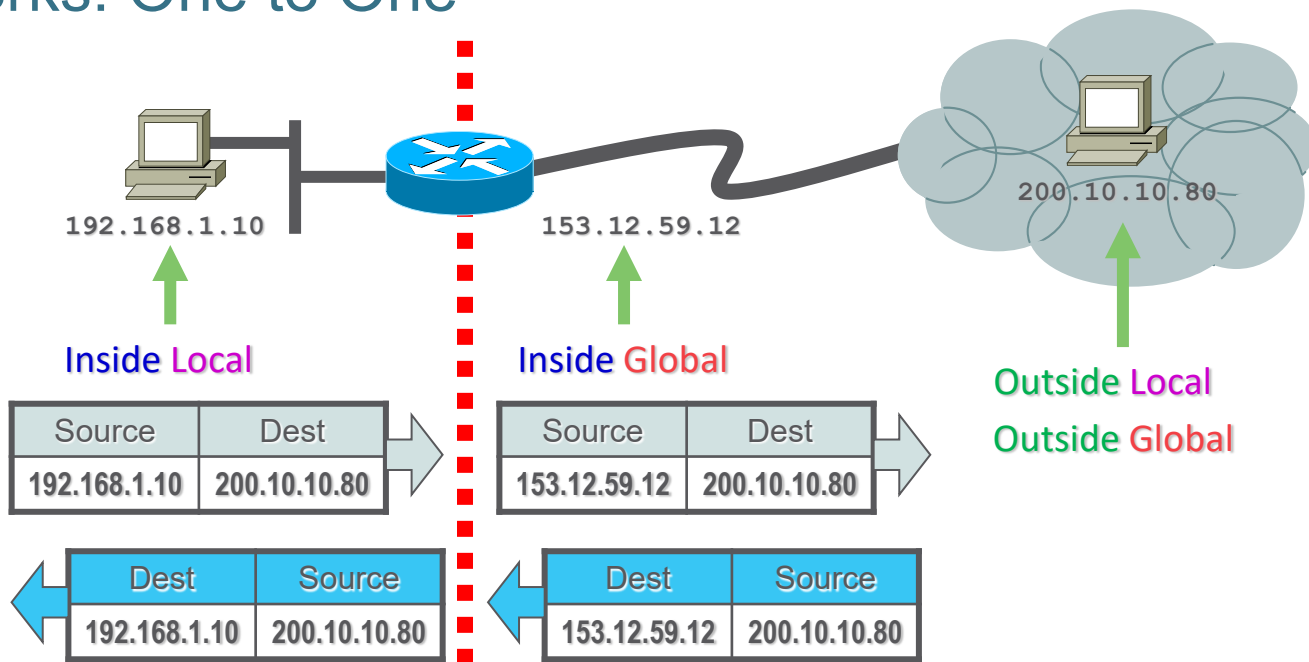 One to One
192.168.1.10
153.12.59.12
200.10.10.80
Inside Local
Inside Global
Outside Local
Outside Global
Source Dest
192.168.1.10 200.10.10.80
Source Dest
153.12.59.12 200.10.10.80
Dest Source
192.168.1.10 200.10.10.80
Dest Source
153.12.59.12 200.10.10.80